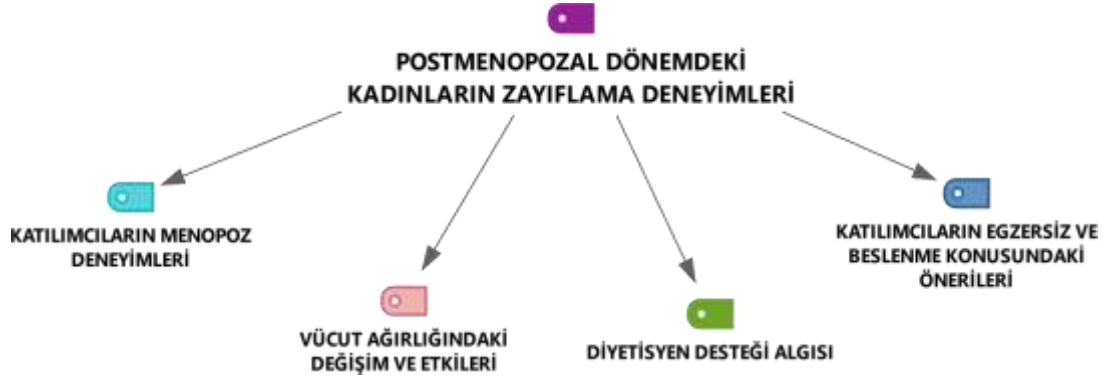 POSTMENOPOZAL DÖNEMDEKİ
KADINLARIN ZAYIFLAMA DENEYİMLERİ
KATILIMCILARIN MENOPOZ
DENEYİMLERİ
VÜCUT AĞIRLIĞINDAKİ
DEĞİŞİM VE ETKİLERİ
DİYETİSYEN DESTEĞİ ALGISI
KATILIMCILARIN EGZERSİZ VE
BESLENME KONUSUNDAKİ
ÖNERİLERİ